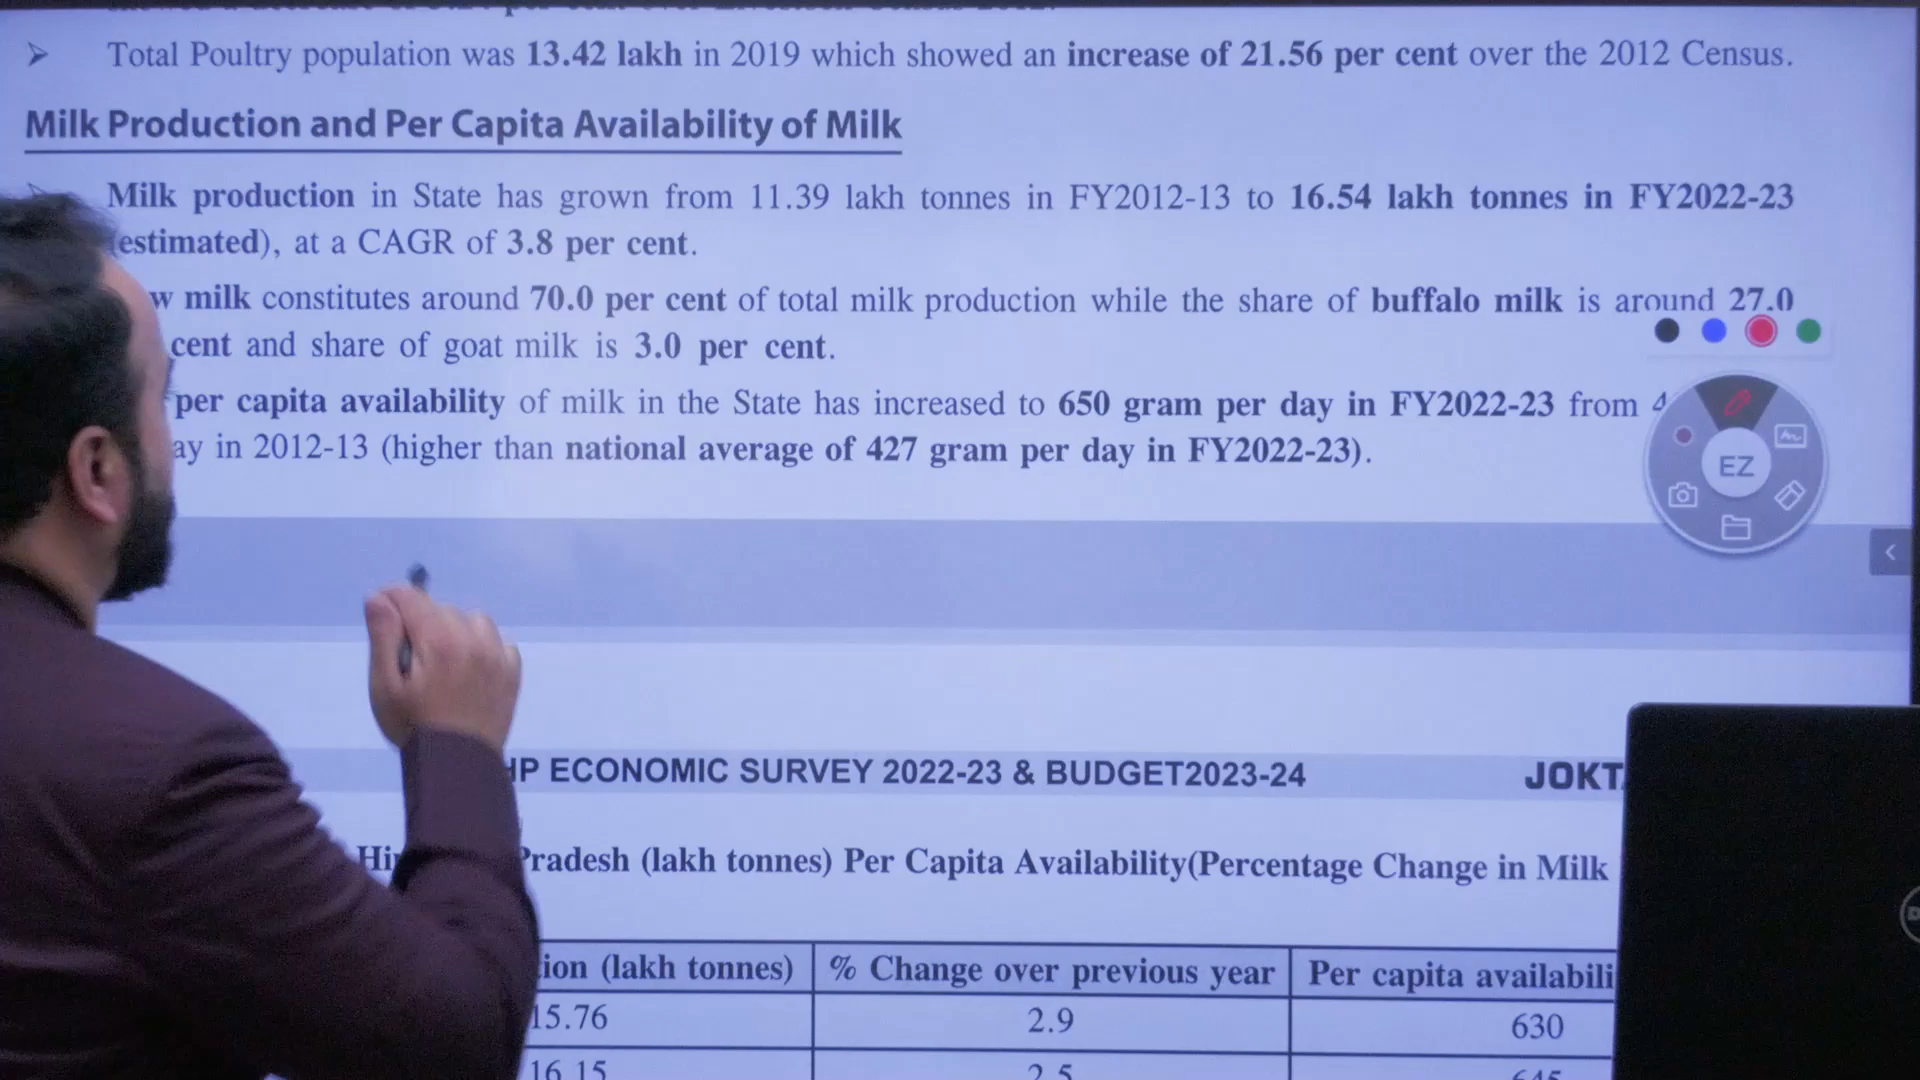 Total Poultry population was 13.42 lakh in 2019 which showed an increase of 21.56 per cent over the 2012 Census.
Milk Production and Per Capita Availability of Milk
Milk production in State has grown from 11.39 lakh tonnes in FY2012-13 to 16.54 lakh tonnes in FY2022-23
(estimated), at a CAGR of 3.8 per cent.
milk constitutes around 70.0 per cent of total milk production while the share of buffalo milk is around 27.0
cent and share of goat milk is 3.0 per cent.
per capita availability of milk in the State has increased to 650 gram per day in FY2022-23 from
in 2012-13 (higher than national average of 427 gram per day in FY2022-23).
EZ
HP ECONOMIC SURVEY 2022-23 & BUDGET2023-24 JOKT
Pradesh (lakh tonnes) Per Capita Availability(Percentage Change in Milk
(lakh tonnes) % Change over previous year Per capita availabili
15.76 2.9 630
16.15 2.5 645